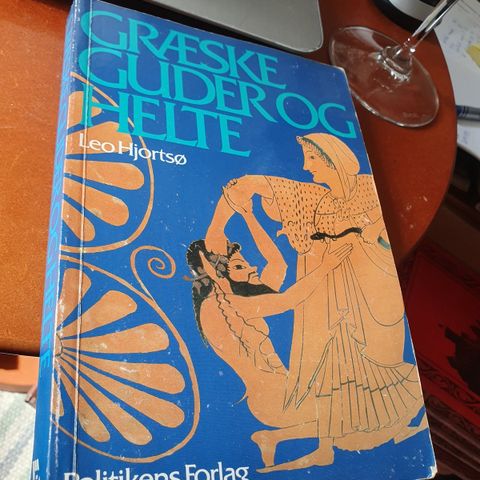 GRÆSKE
GUDER OG
HELTE
Leo Hjortsø
Politikens Forlag